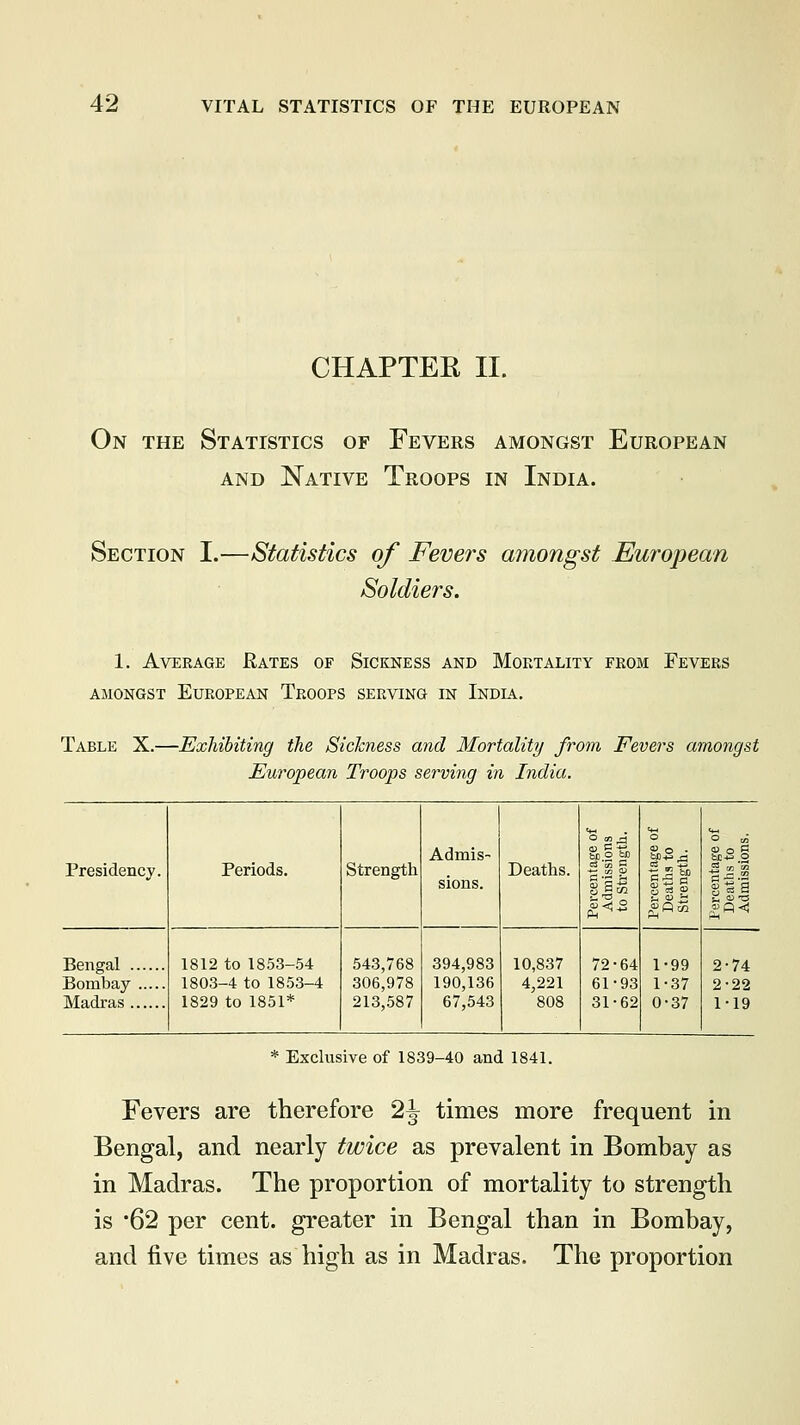 42 VITAL STATISTICS OF THE EUROPEAN
CHAPTER II.
On the Statistics of Fevers amongst European
and Native Troops in India.
Section I.—Statistics of Fevers amongst European
Soldiers.
1. Average Rates of Sickness and Mortality from Fevers
amongst European Troops serving in India.
Table X.—Exhibiting the Sickness and Mortality from Fevers amongst
European Troops serving in India.
Presidency. Periods. Strength Admis-sions. Deaths. Percentage of Admissions to Strength. Percentage of Deaths to Strength. Percentage of Deaths to Admissions.
Bengal ...... 1812 to 1853-54 543,768 394,983 10,837 72·64 1·99 2·74
Bombay ..... 1803-4 to 1853-4 306,978 190,136 4,221 61·93 1·37 2·22
Madras ...... 1829 to 1851* 213,587 67,543 808 31·62 0·37 1·19
* Exclusive of 1839-40 and 1841.
Fevers are therefore 2⅓ times more frequent in
Bengal, and nearly twice as prevalent in Bombay as
in Madras. The proportion of mortality to strength
is ·62 per cent. greater in Bengal than in Bombay,
and five times as high as in Madras. The proportion